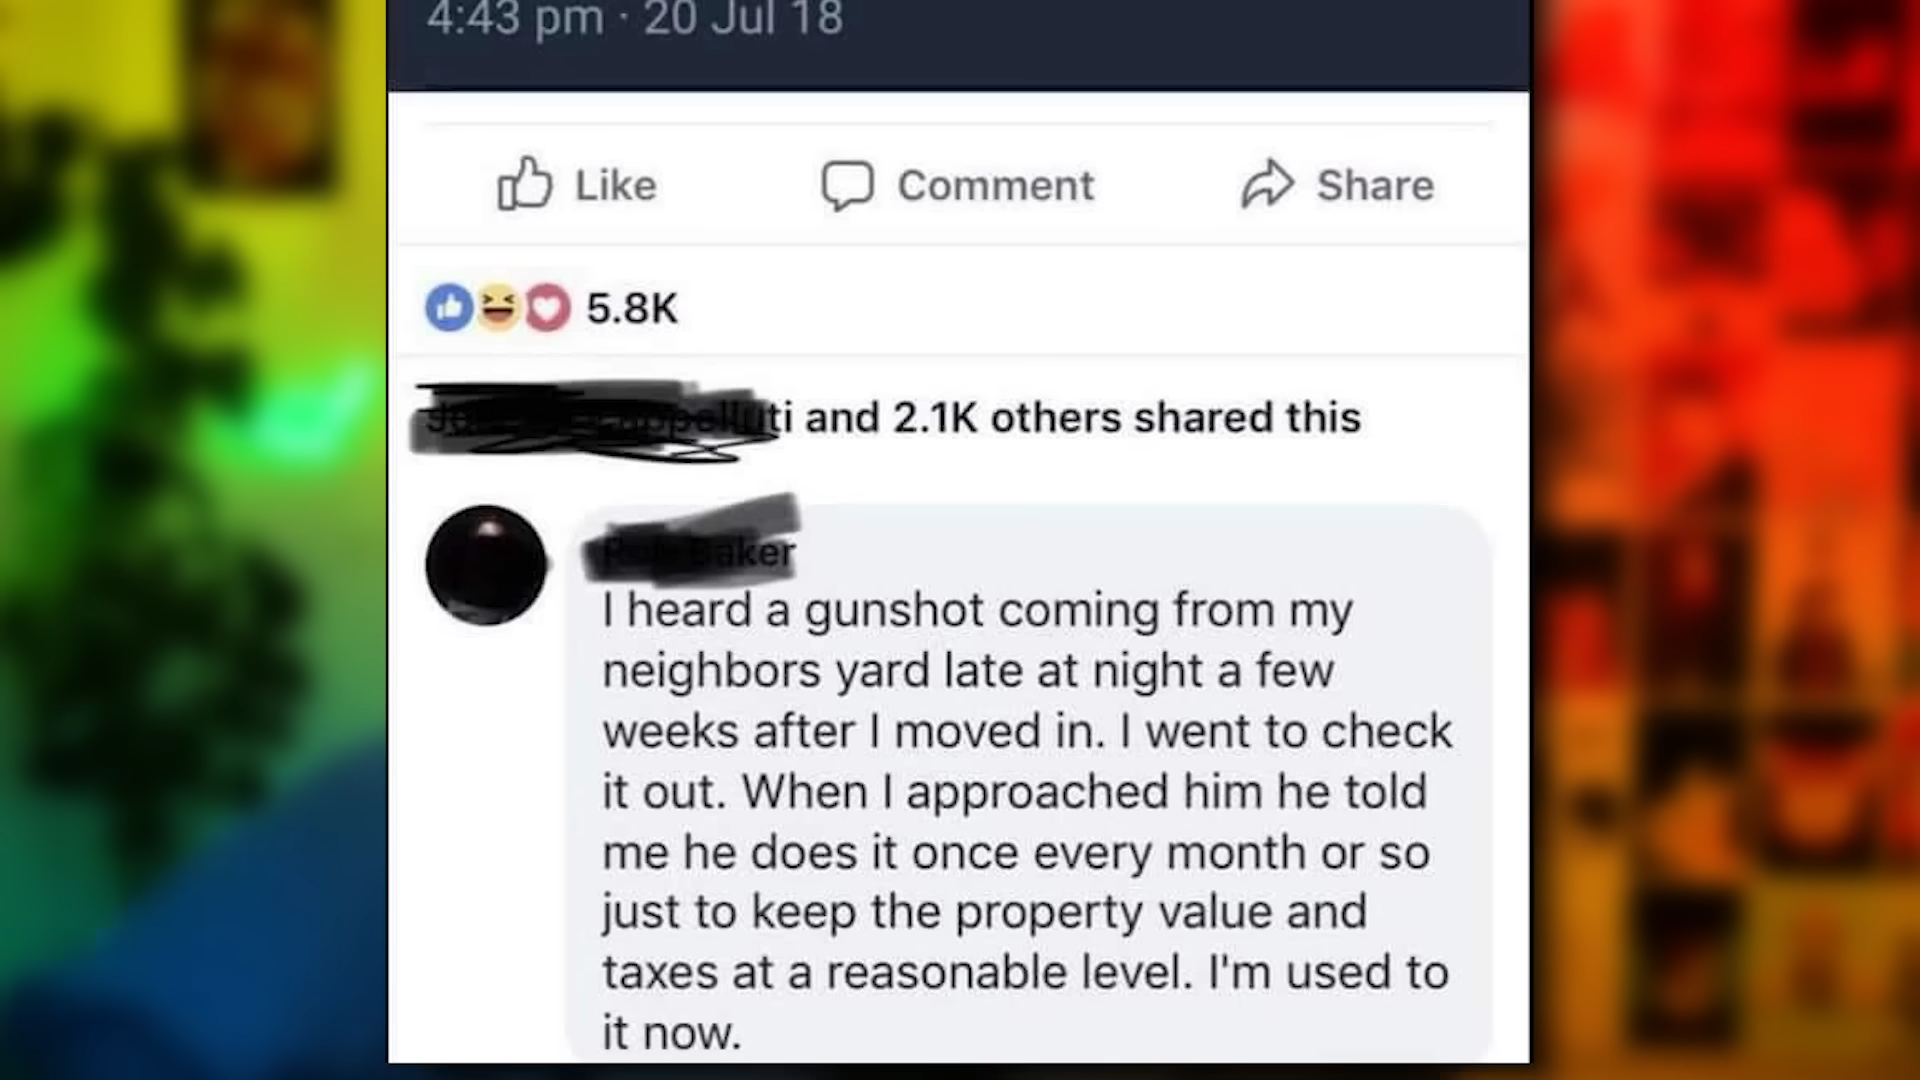 4:43 pm · 20 Jul 18
Like Comment Share
5.8K
and 2.1K others shared this
Baker
I heard a gunshot coming from my
neighbors yard late at night a few
weeks after I moved in. I went to check
it out. When I approached him he told
me he does it once every month or so
just to keep the property value and
taxes at a reasonable level. I'm used to
it now.